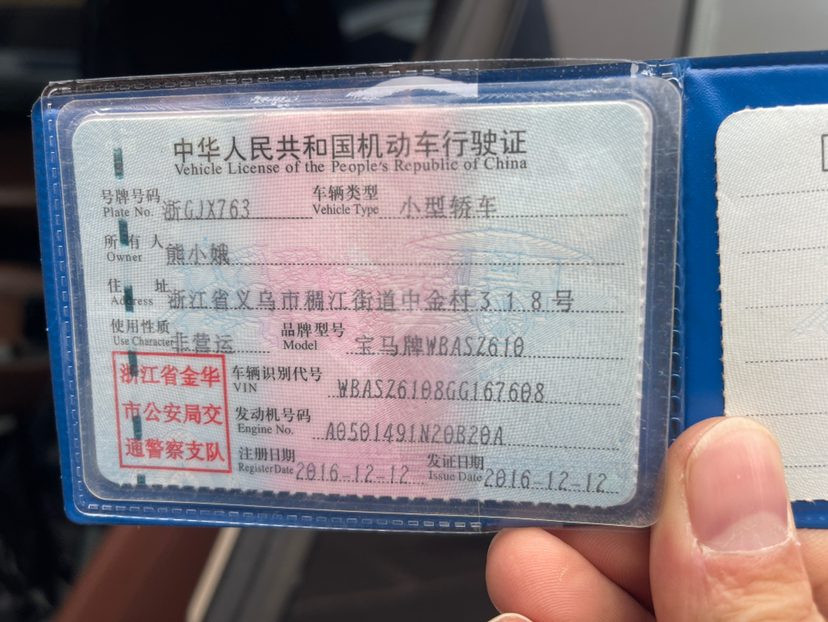 中华人民共和国机动车行驶证
Vehicle License of the People's Republic of China
号牌号码 浙GJX763 车辆类型 小型轿车
Plate No. Vehicle Type
所有人 熊小娥
Owner
住址 浙江省义乌市稠江街道中金村318号
Address
使用性质 非营运 品牌型号 宝马牌WBASZ610
Use Character Model
浙江省金华
市公安局交
通警察支队
车辆识别代号 WBASZ6108GG167608
VIN
发动机号码 A0501491N20B20A
Engine No.
注册日期 2016-12-12 发证日期 2016-12-12
Register Date Issue Date